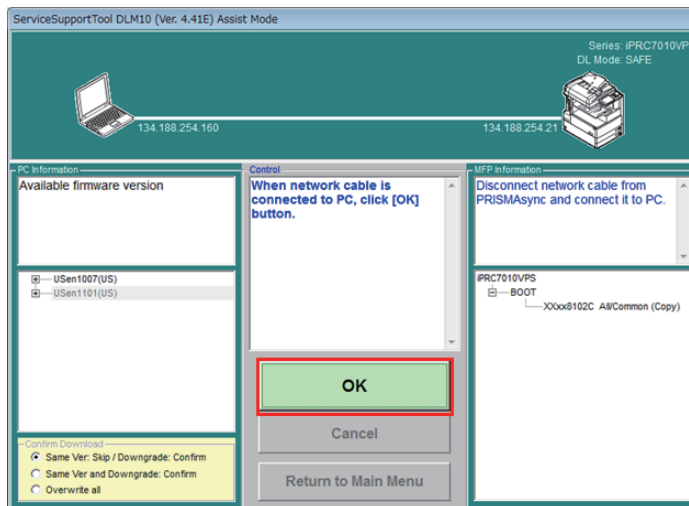 ServiceSupportTool DLM10 (Ver. 4.41E) Assist Mode
Series: iPRC7010VP
DL Mode: SAFE
134.188.254.160
134.188.254.21
PC Information
Available firmware version
USen1007(US)
USen1101(US)
Confirm Download
Same Ver: Skip / Downgrade: Confirm
Same Ver and Downgrade: Confirm
Overwrite all
Control
When network cable is
connected to PC, click [OK]
button.
OK
Cancel
Return to Main Menu
MFP Information
Disconnect network cable from
PRISMAsync and connect it to PC.
iPRC7010VPS
BOOT
XXxx8102C All/Common (Copy)